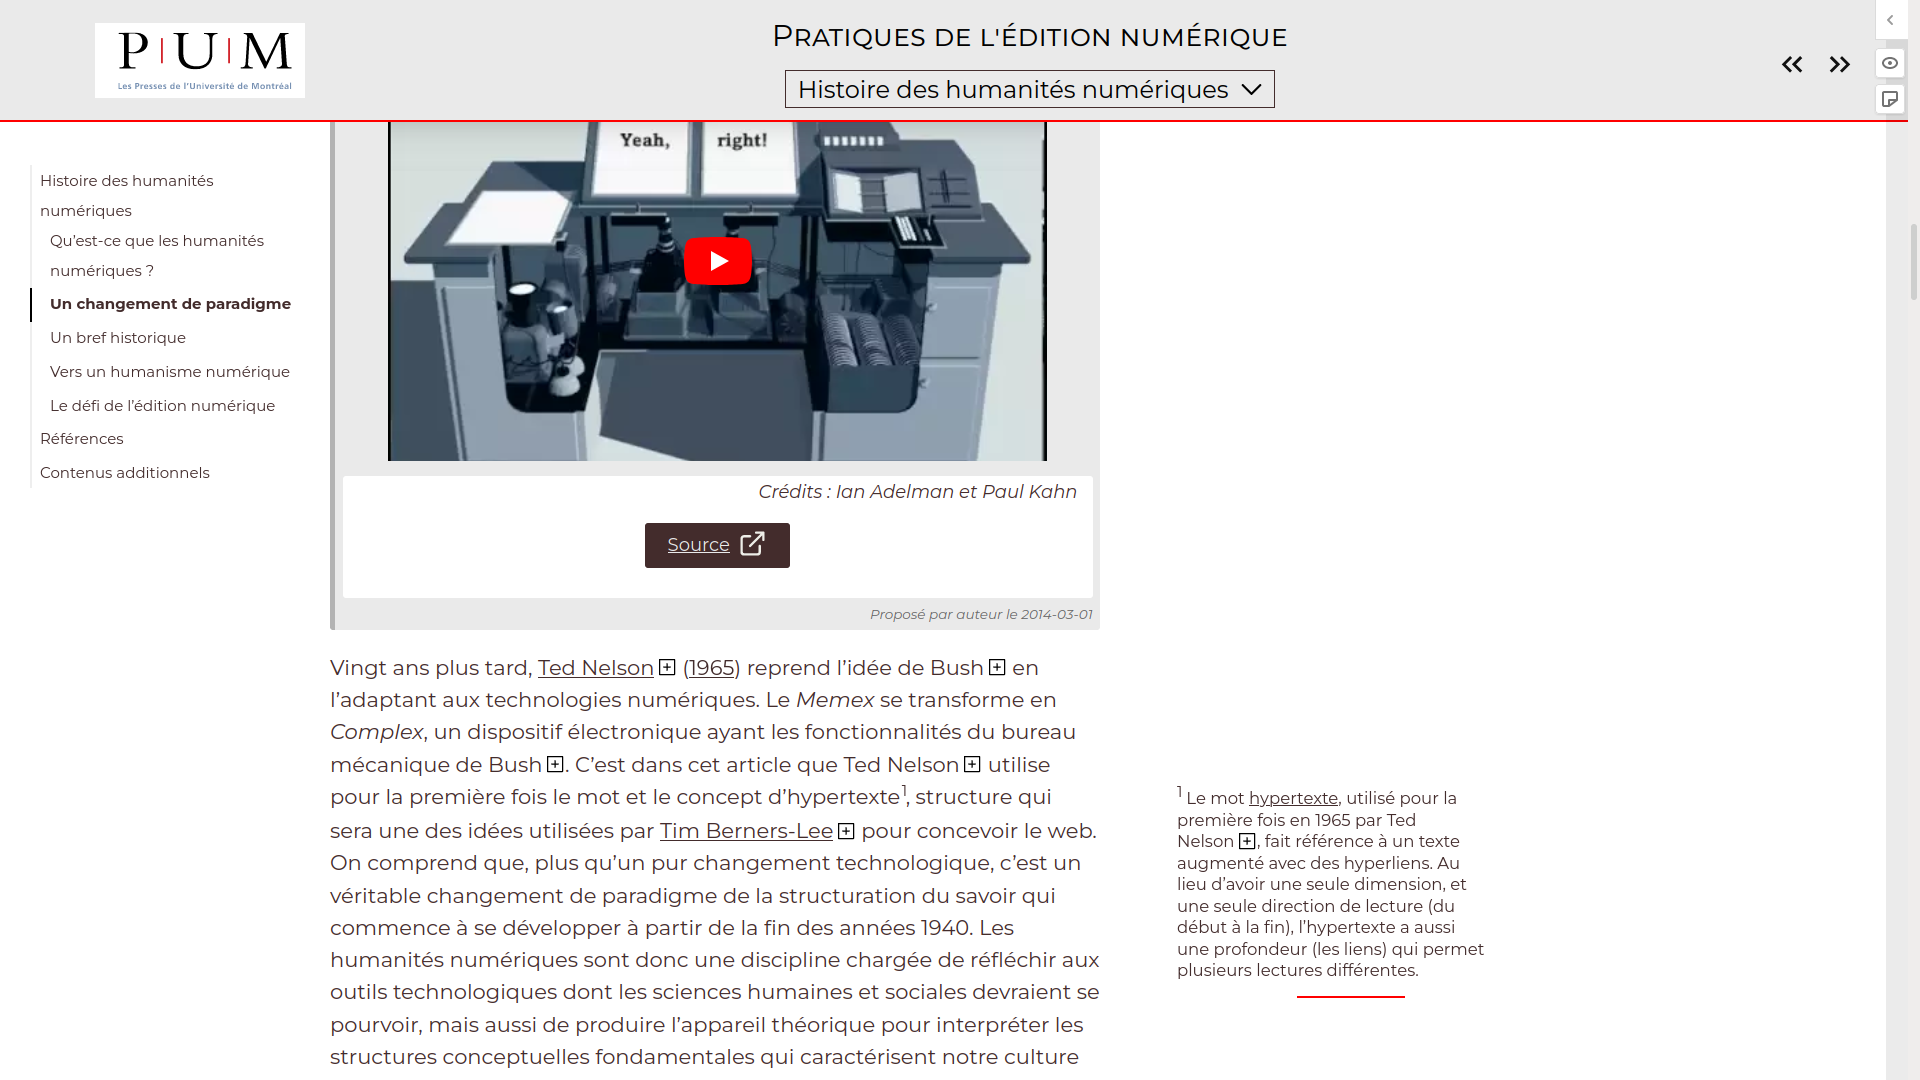 P|U|M
Les Presses de l'Université de Montréal
PRATIQUES DE L'ÉDITION NUMÉRIQUE
Histoire des humanités numériques
Histoire des humanités
numériques
Qu’est-ce que les humanités
numériques ?
Un changement de paradigme
Un bref historique
Vers un humanisme numérique
Le défi de l’édition numérique
Références
Contenus additionnels
Yeah, right!
Crédits : Ian Adelman et Paul Kahn
Source
Proposé par auteur le 2014-03-01
Vingt ans plus tard, Ted Nelson (1965) reprend l’idée de Bush en
l’adaptant aux technologies numériques. Le Memex se transforme en
Complex, un dispositif électronique ayant les fonctionnalités du bureau
mécanique de Bush. C’est dans cet article que Ted Nelson utilise
pour la première fois le mot et le concept d’hypertexte1, structure qui
sera une des idées utilisées par Tim Berners-Lee pour concevoir le web.
On comprend que, plus qu’un pur changement technologique, c’est un
véritable changement de paradigme de la structuration du savoir qui
commence à se développer à partir de la fin des années 1940. Les
humanités numériques sont donc une discipline chargée de réfléchir aux
outils technologiques dont les sciences humaines et sociales devraient se
pourvoir, mais aussi de produire l’appareil théorique pour interpréter les
structures conceptuelles fondamentales qui caractérisent notre culture
1 Le mot hypertexte, utilisé pour la
première fois en 1965 par Ted
Nelson, fait référence à un texte
augmenté avec des hyperliens. Au
lieu d’avoir une seule dimension, et
une seule direction de lecture (du
début à la fin), l’hypertexte a aussi
une profondeur (les liens) qui permet
plusieurs lectures différentes.